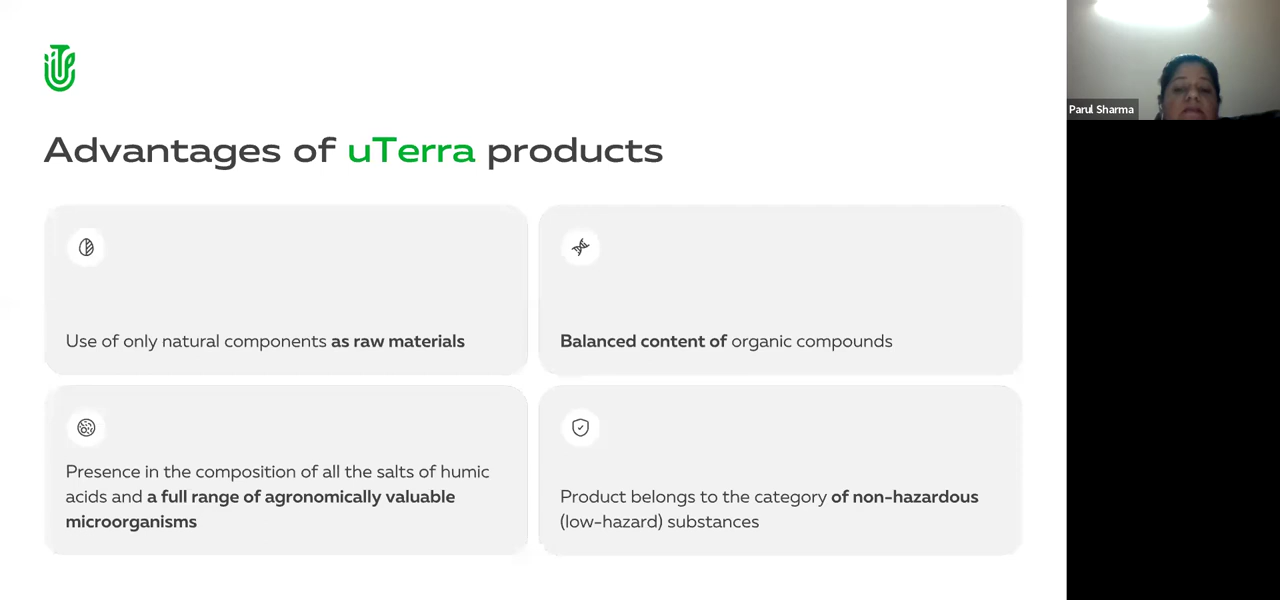 Advantages of uTerra products
Use of only natural components as raw materials
Balanced content of organic compounds
Presence in the composition of all the salts of humic
acids and a full range of agronomically valuable
microorganisms
Product belongs to the category of non-hazardous
(low-hazard) substances
Parul Sharma